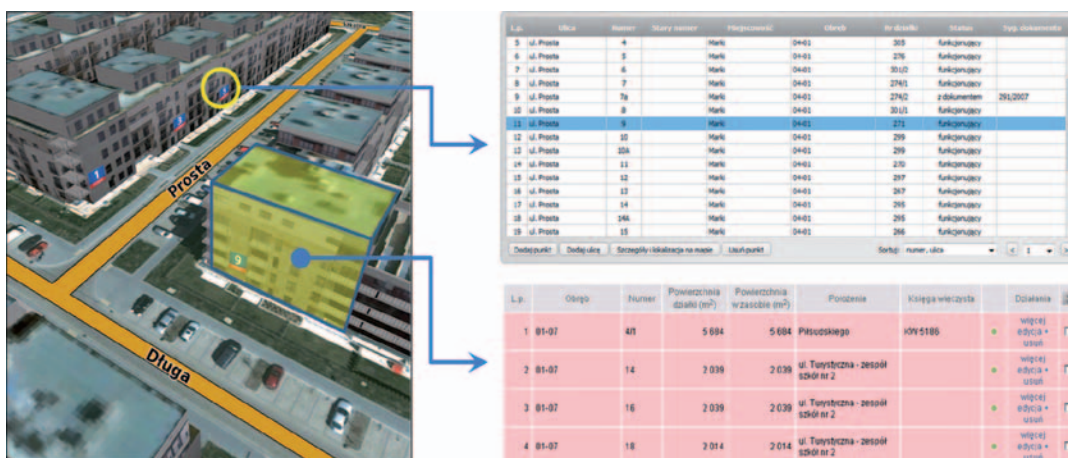 Prosta
Długa
1
3
9
L.p. Ulica Numer Stary numer Miejscowość Obręb Nr działki Status Syg. dokumentu
5 ul. Prosta 4 Marki 04-01 305 funkcjonujący
6 ul. Prosta 5 Marki 04-01 276 funkcjonujący
7 ul. Prosta 6 Marki 04-01 301/2 funkcjonujący
8 ul. Prosta 7 Marki 04-01 274/1 funkcjonujący
9 ul. Prosta 7a Marki 04-01 274/2 z dokumentem 291/2007
10 ul. Prosta 8 Marki 04-01 301/1 funkcjonujący
11 ul. Prosta 9 Marki 04-01 271 funkcjonujący
12 ul. Prosta 10 Marki 04-01 299 funkcjonujący
13 ul. Prosta 10A Marki 04-01 299 funkcjonujący
14 ul. Prosta 11 Marki 04-01 270 funkcjonujący
15 ul. Prosta 12 Marki 04-01 297 funkcjonujący
16 ul. Prosta 13 Marki 04-01 267 funkcjonujący
17 ul. Prosta 14 Marki 04-01 295 funkcjonujący
18 ul. Prosta 14A Marki 04-01 295 funkcjonujący
19 ul. Prosta 15 Marki 04-01 266 funkcjonujący
Dodaj punkt Dodaj ulicę Szczegóły i lokalizacja na mapie Usuń punkt Sortuj: numer, ulica < 1 >
L.p. Obręb Numer Powierzchnia działki (m²) Powierzchnia w zasobie (m²) Położenie Księga wieczysta Działania
1 81-07 4/1 5 684 5 684 Piłsudskiego KW 5186 więcej edycja • usuń
2 81-07 14 2 039 2 039 ul. Turystyczna - zespół szkół nr 2 więcej edycja • usuń
3 81-07 16 2 039 2 039 ul. Turystyczna - zespół szkół nr 2 więcej edycja • usuń
4 81-07 18 2 014 2 014 ul. Turystyczna - zespół szkół nr 2 więcej edycja • usuń